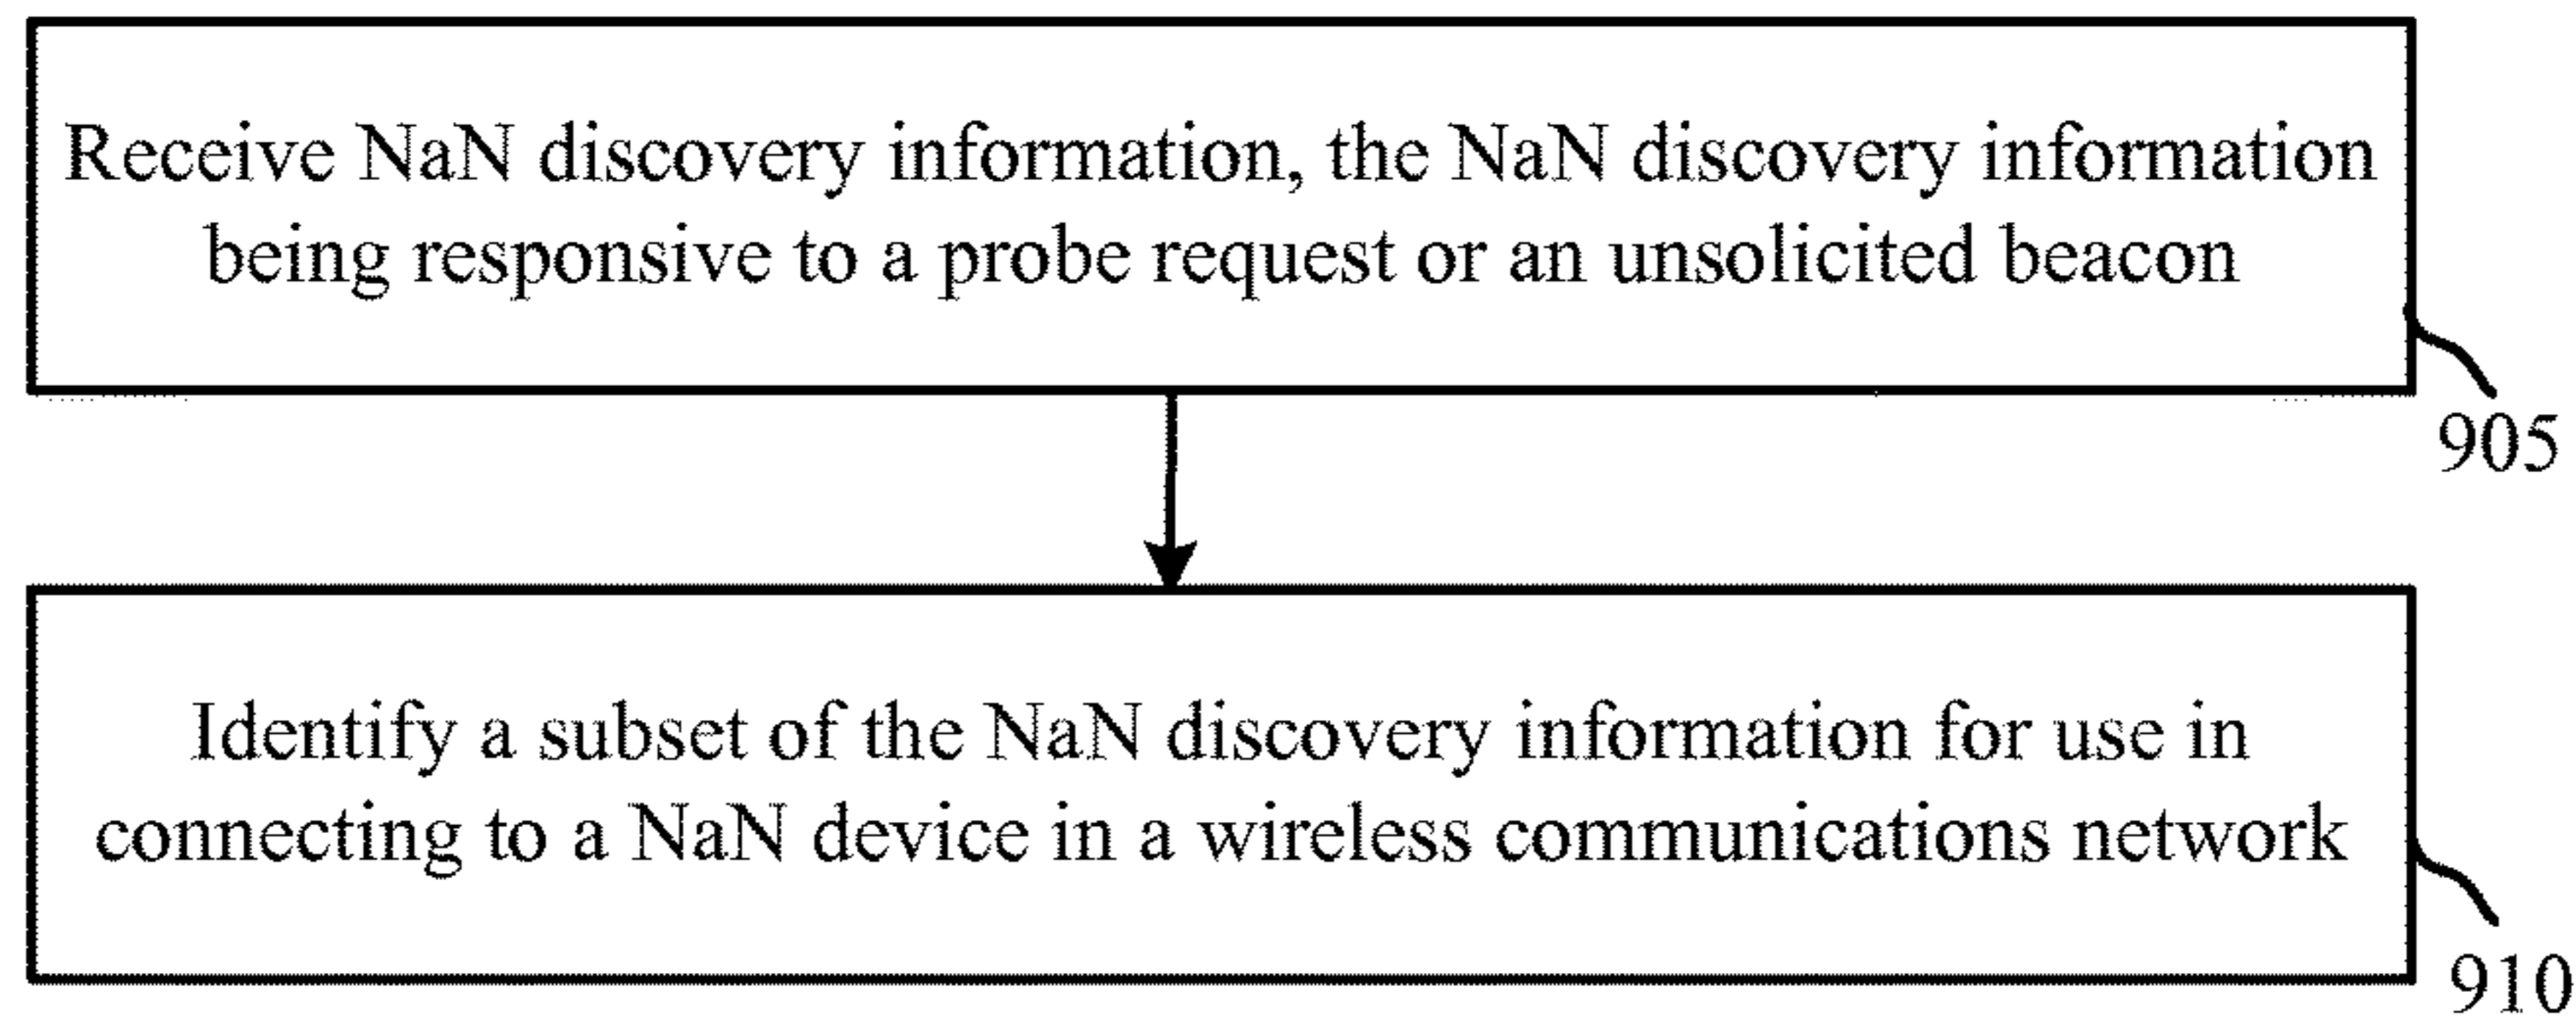 Receive NaN discovery information, the NaN discovery information
being responsive to a probe request or an unsolicited beacon
905
Identify a subset of the NaN discovery information for use in
connecting to a NaN device in a wireless communications network
910